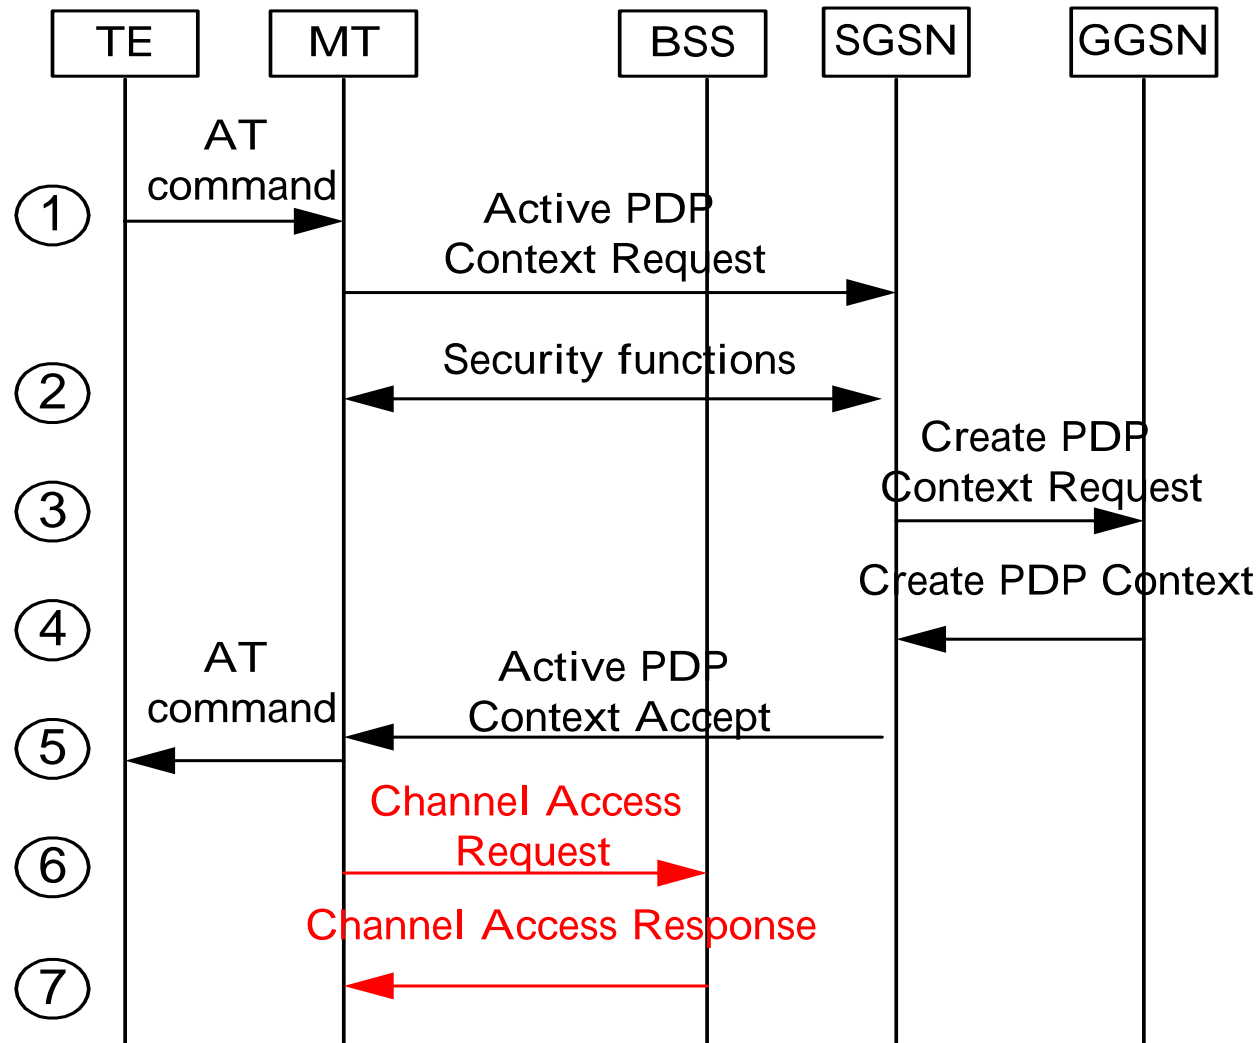 TE MT BSS SGSN GGSN
AT
command
1
Active PDP
Context Request
2
Security functions
Create PDP
Context Request
3
Create PDP Context
4
AT
command
Active PDP
Context Accept
5
Channel Access
Request
6
Channel Access Response
7